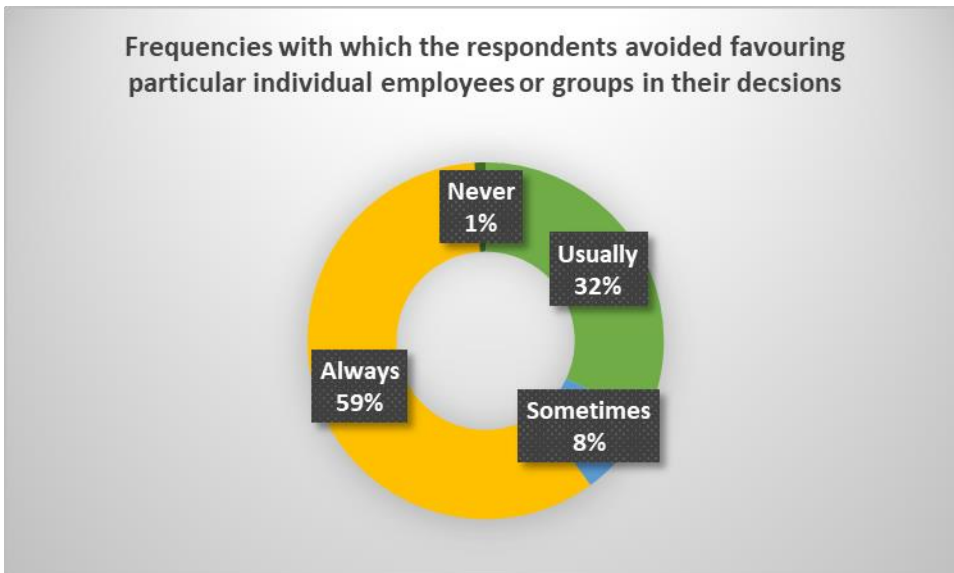 Frequencies with which the respondents avoided favouring
particular individual employees or groups in their decsions
Never
1%
Usually
32%
Always
59%
Sometimes
8%